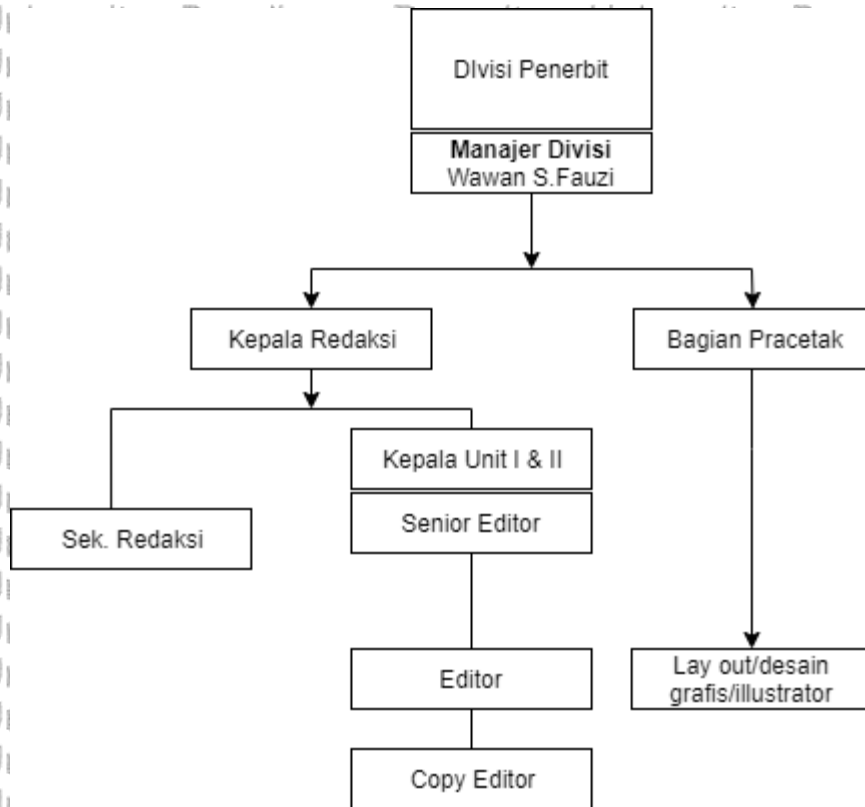 DIvisi Penerbit
Manajer Divisi
Wawan S.Fauzi
Kepala Redaksi
Bagian Pracetak
Kepala Unit I & II
Senior Editor
Sek. Redaksi
Editor
Lay out/desain
grafis/illustrator
Copy Editor